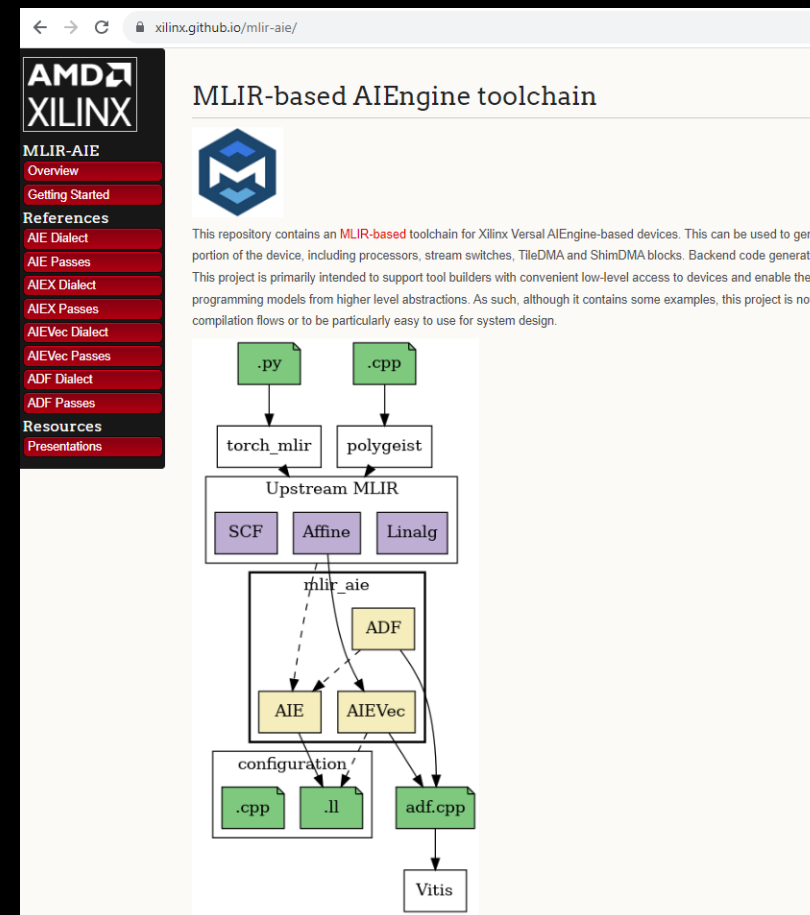 xilinx.github.io/mlir-aie/
AMD
XILINX
MLIR-AIE
Overview
Getting Started
References
AIE Dialect
AIE Passes
AIEX Dialect
AIEX Passes
AIEVec Dialect
AIEVec Passes
ADF Dialect
ADF Passes
Resources
Presentations
MLIR-based AIEngine toolchain
This repository contains an MLIR-based toolchain for Xilinx Versal AIEngine-based devices. This can be used to ger
portion of the device, including processors, stream switches, TileDMA and ShimDMA blocks. Backend code generat
This project is primarily intended to support tool builders with convenient low-level access to devices and enable the
programming models from higher level abstractions. As such, although it contains some examples, this project is no
compilation flows or to be particularly easy to use for system design.
.py .cpp
torch_mlir polygeist
Upstream MLIR
SCF Affine Linalg
mlir_aie
ADF
AIE AIEVec
configuration
.cpp .ll adf.cpp
Vitis